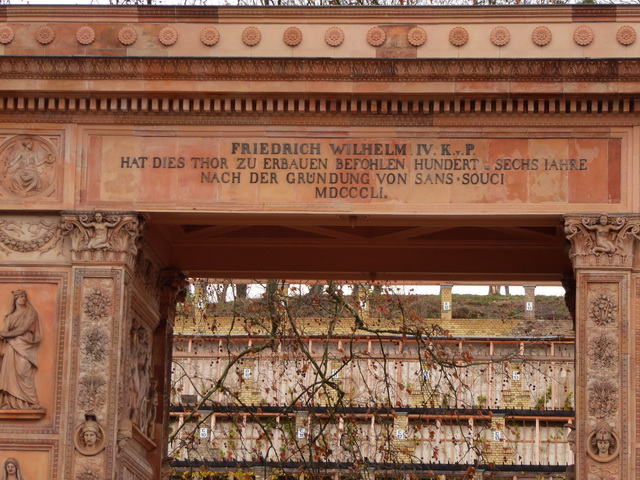 FRIEDRICH WILHELM IV. K.v.P.
HAT DIES THOR ZU ERBAUEN BEFOHLEN HUNDERT - SECHS IAHRE
NACH DER GRÜNDUNG VON SANS-SOUCI
MDCCCLI.